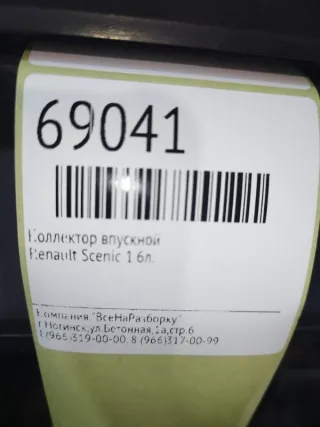 69041
Коллектор впускной
Renault Scenic 1.6л.
Компания "ВсеНаРазборку"
г.Ногинск,ул.Бетонная,1а,стр.6
8(966)319-00-00, 8 (966)317-00-99